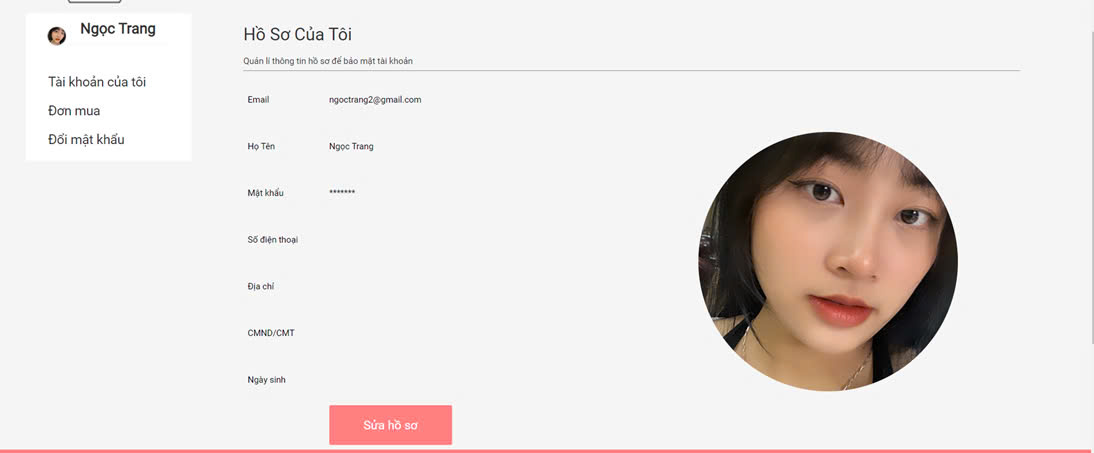 Ngọc Trang
Tài khoản của tôi
Đơn mua
Đổi mật khẩu
Hồ Sơ Của Tôi
Quản lí thông tin hồ sơ để bảo mật tài khoản
Email ngoctrang2@gmail.com
Họ Tên Ngọc Trang
Mật khẩu *******
Số điện thoại
Địa chỉ
CMND/CMT
Ngày sinh
Sửa hồ sơ